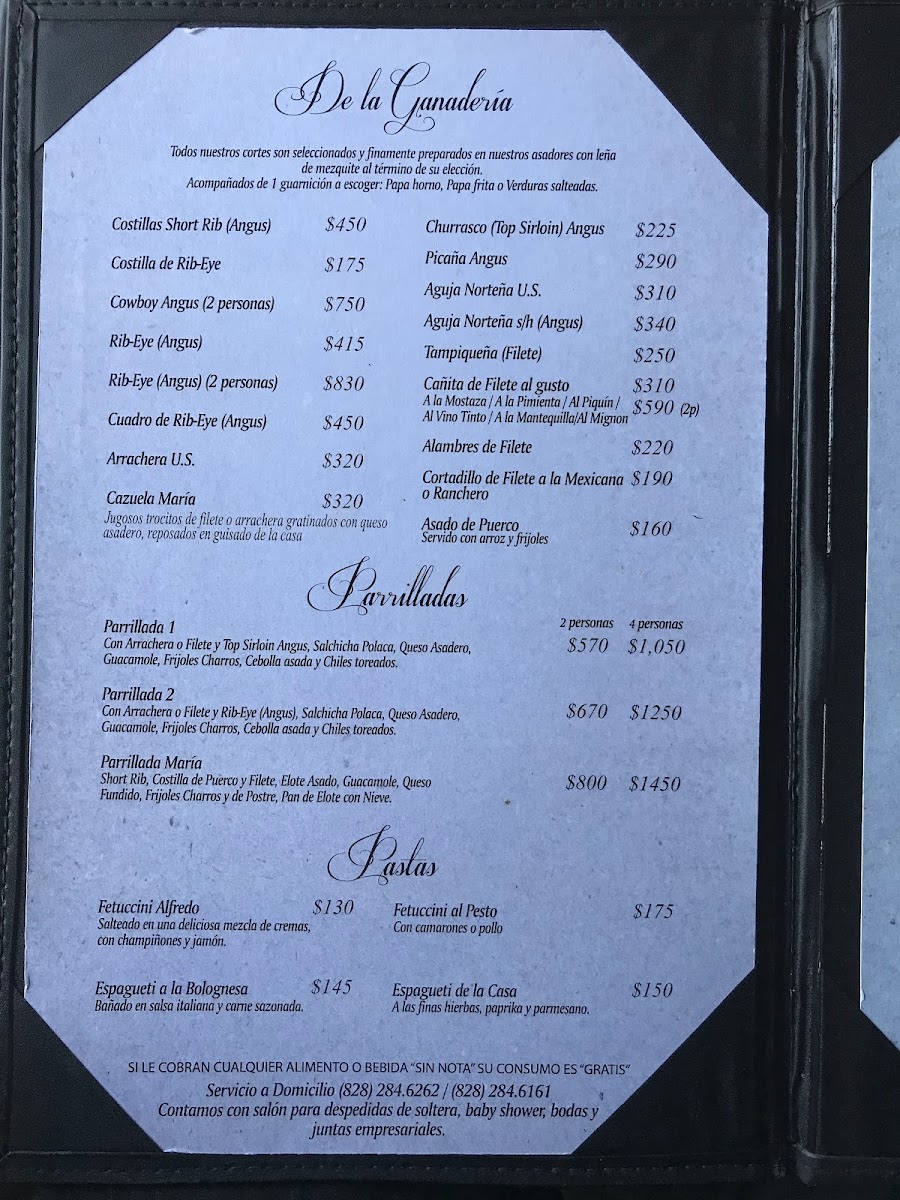 De la Ganadería
Todos nuestros cortes son seleccionados y finamente preparados en nuestros asadores con leña
de mezquite al término de su elección.
Acompañados de 1 guarnición a escoger: Papa horno, Papa frita o Verduras salteadas.
Costillas Short Rib (Angus) $450
Costilla de Rib-Eye $175
Cowboy Angus (2 personas) $750
Rib-Eye (Angus) $415
Rib-Eye (Angus) (2 personas) $830
Cuadro de Rib-Eye (Angus) $450
Arrachera U.S. $320
Cazuela María $320
Jugosos trocitos de filete o arrachera gratinados con queso
asadero, reposados en guisado de la casa
Churrasco (Top Sirloin) Angus $225
Picaña Angus $290
Aguja Norteña U.S. $310
Aguja Norteña s/h (Angus) $340
Tampiqueña (Filete) $250
Cañita de Filete al gusto $310
A la Mostaza / A la Pimienta / Al Piquín / $590 (2p)
Al Vino Tinto / A la Mantequilla/Al Mignon
Alambres de Filete $220
Cortadillo de Filete a la Mexicana $190
o Ranchero
Asado de Puerco $160
Servido con arroz y frijoles
Parrilladas
2 personas 4 personas
Parrillada 1
Con Arrachera o Filete y Top Sirloin Angus, Salchicha Polaca, Queso Asadero, $570 $1,050
Guacamole, Frijoles Charros, Cebolla asada y Chiles toreados.
Parrillada 2
Con Arrachera o Filete y Rib-Eye (Angus), Salchicha Polaca, Queso Asadero, $670 $1250
Guacamole, Frijoles Charros, Cebolla asada y Chiles toreados.
Parrillada María
Short Rib, Costilla de Puerco y Filete, Elote Asado, Guacamole, Queso $800 $1450
Fundido, Frijoles Charros y de Postre, Pan de Elote con Nieve.
Pastas
Fetuccini Alfredo $130
Salteado en una deliciosa mezcla de cremas,
con champiñones y jamón.
Fetuccini al Pesto $175
Con camarones o pollo
Espagueti a la Bolognesa $145
Bañado en salsa italiana y carne sazonada.
Espagueti de la Casa $150
A las finas hierbas, paprika y parmesano.
SI LE COBRAN CUALQUIER ALIMENTO O BEBIDA "SIN NOTA" SU CONSUMO ES "GRATIS"
Servicio a Domicilio (828) 284.6262 / (828) 284.6161
Contamos con salón para despedidas de soltera, baby shower, bodas y
juntas empresariales.